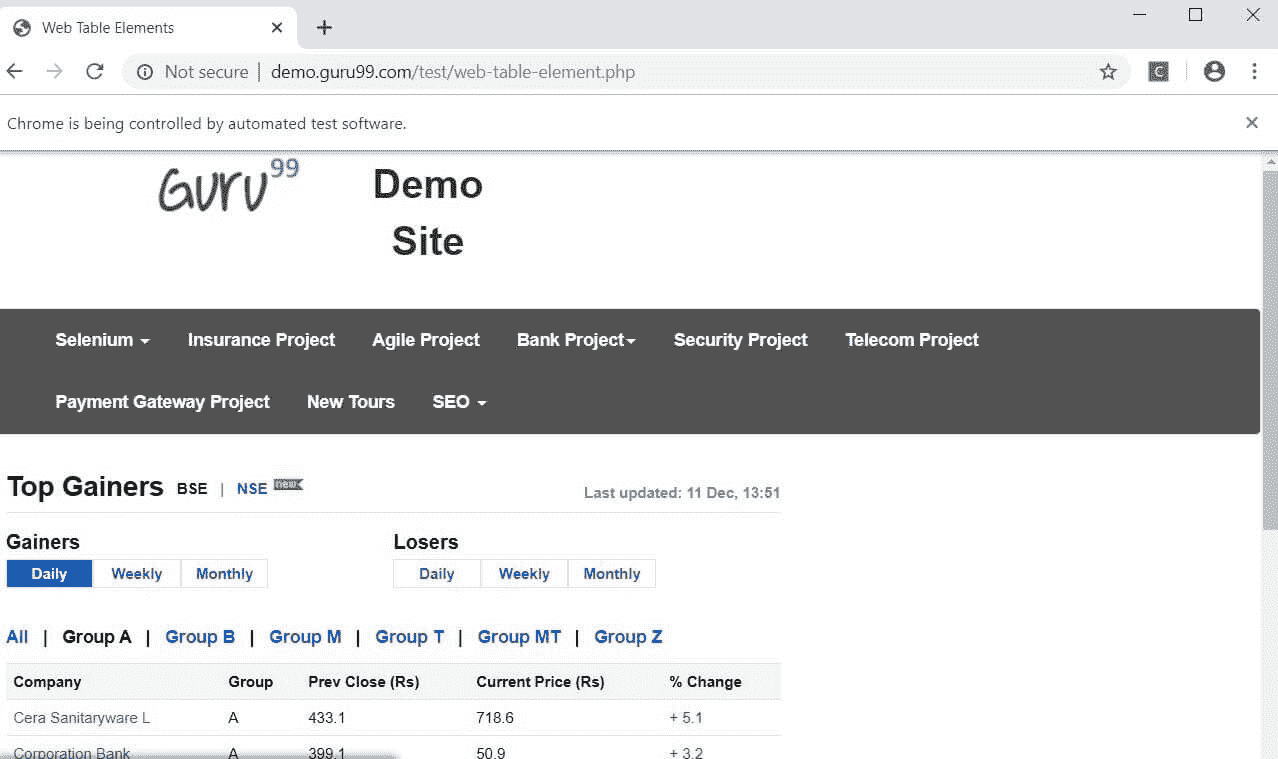 Web Table Elements
Not secure | demo.guru99.com/test/web-table-element.php
C
Chrome is being controlled by automated test software.
Guru99
Demo
Site
Selenium Insurance Project Agile Project Bank Project Security Project Telecom Project
Payment Gateway Project New Tours SEO
Top Gainers BSE | NSE new Last updated: 11 Dec, 13:51
Gainers Losers
Daily Weekly Monthly Daily Weekly Monthly
All | Group A | Group B | Group M | Group T | Group MT | Group Z
Company Group Prev Close (Rs) Current Price (Rs) % Change
Cera Sanitaryware L A 433.1 718.6 + 5.1
Corporation Bank A 399.1 50.9 + 3.2